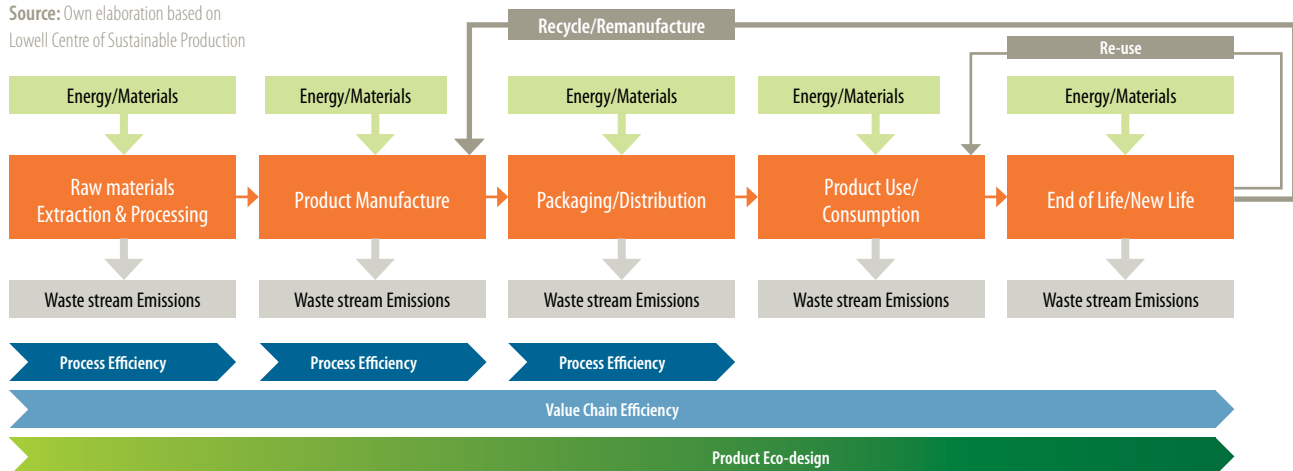 Source: Own elaboration based on
Lowell Centre of Sustainable Production
Recycle/Remanufacture
Re-use
Energy/Materials
Energy/Materials
Energy/Materials
Energy/Materials
Energy/Materials
Raw materials
Extraction & Processing
Product Manufacture
Packaging/Distribution
Product Use/
Consumption
End of Life/New Life
Waste stream Emissions
Waste stream Emissions
Waste stream Emissions
Waste stream Emissions
Waste stream Emissions
Process Efficiency
Process Efficiency
Process Efficiency
Value Chain Efficiency
Product Eco-design